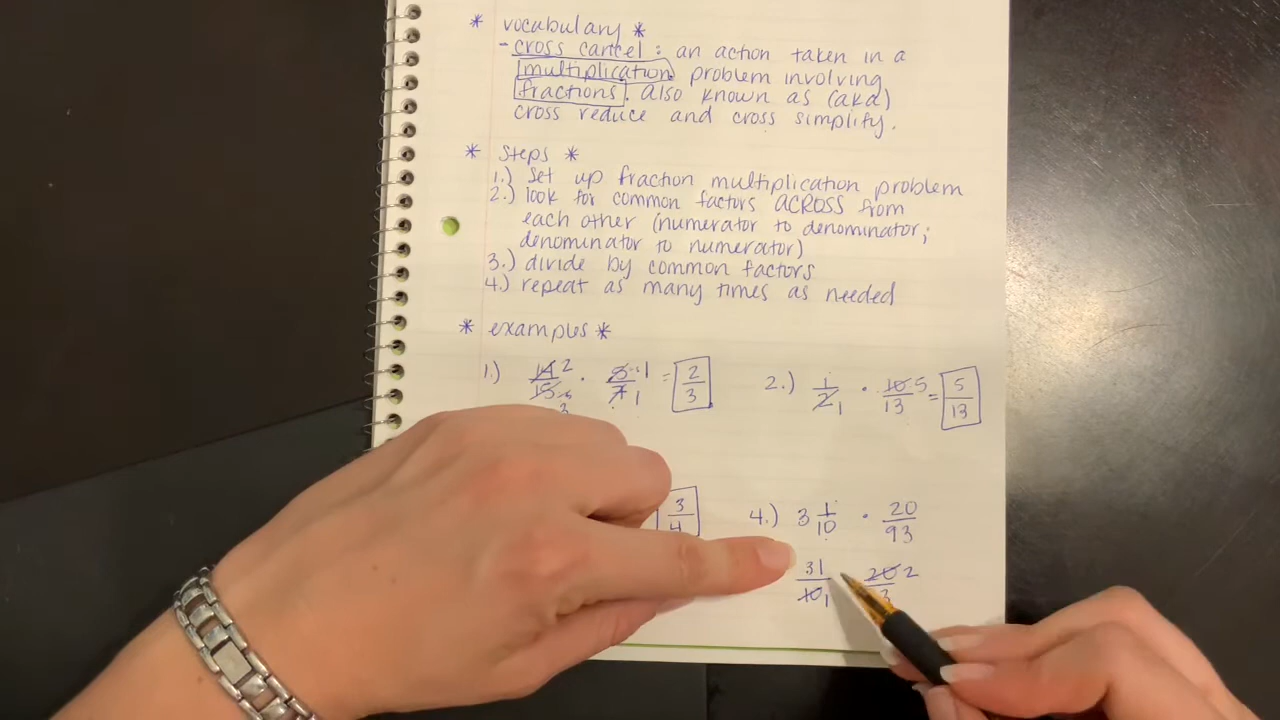 * vocabulary *
- cross cancel : an action taken in a
multiplication problem involving
fractions. Also known as (aka)
cross reduce and cross simplify.
* Steps *
1.) Set up fraction multiplication problem
2.) look for common factors ACROSS from
each other (numerator to denominator;
denominator to numerator)
3.) divide by common factors
4.) repeat as many times as needed
* examples *
1.) 14 2 / 15 3 · 5 1 / 7 1 = 2/3
2.) 1 / 2 1 · 10 5 / 13 = 5/13
3/4
4.) 3 1/10 · 20/93
31 / 10 1 20 2 / 3